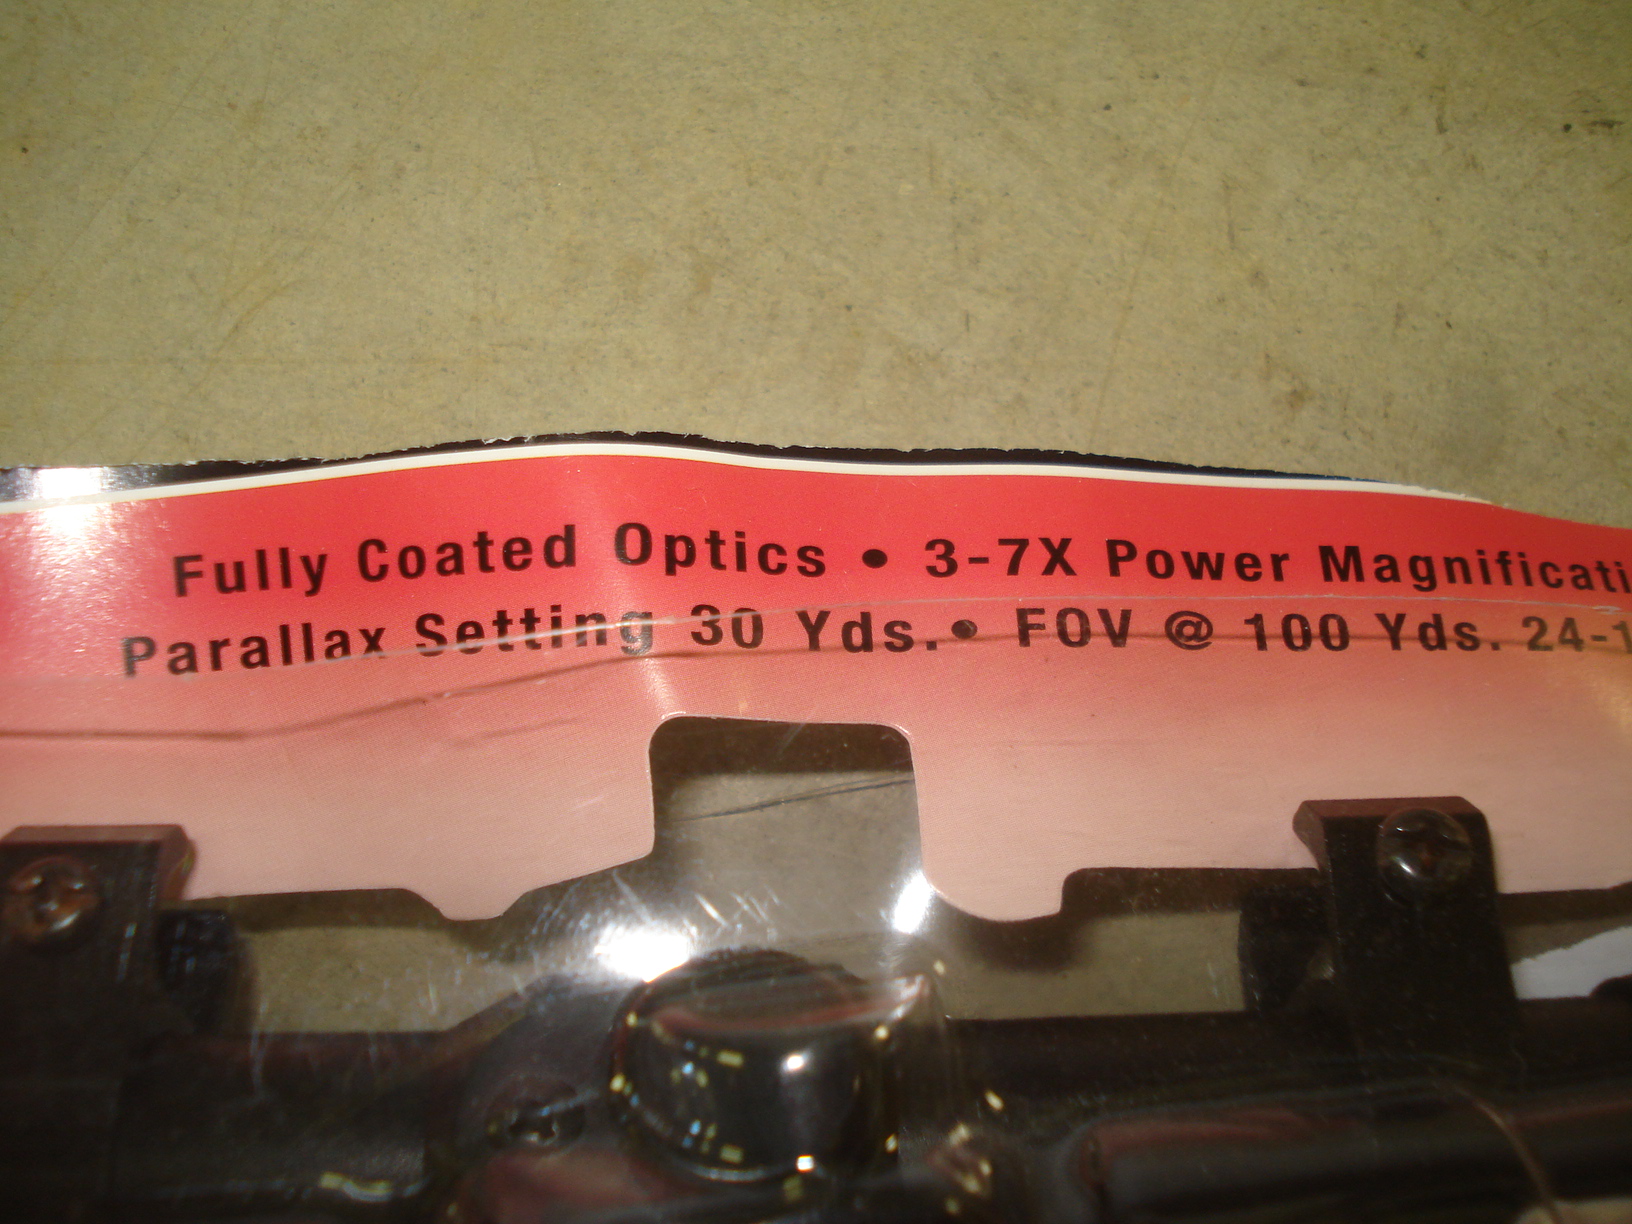 Fully Coated Optics • 3-7X Power Magnificati
Parallax Setting 30 Yds. • FOV @ 100 Yds. 24-1